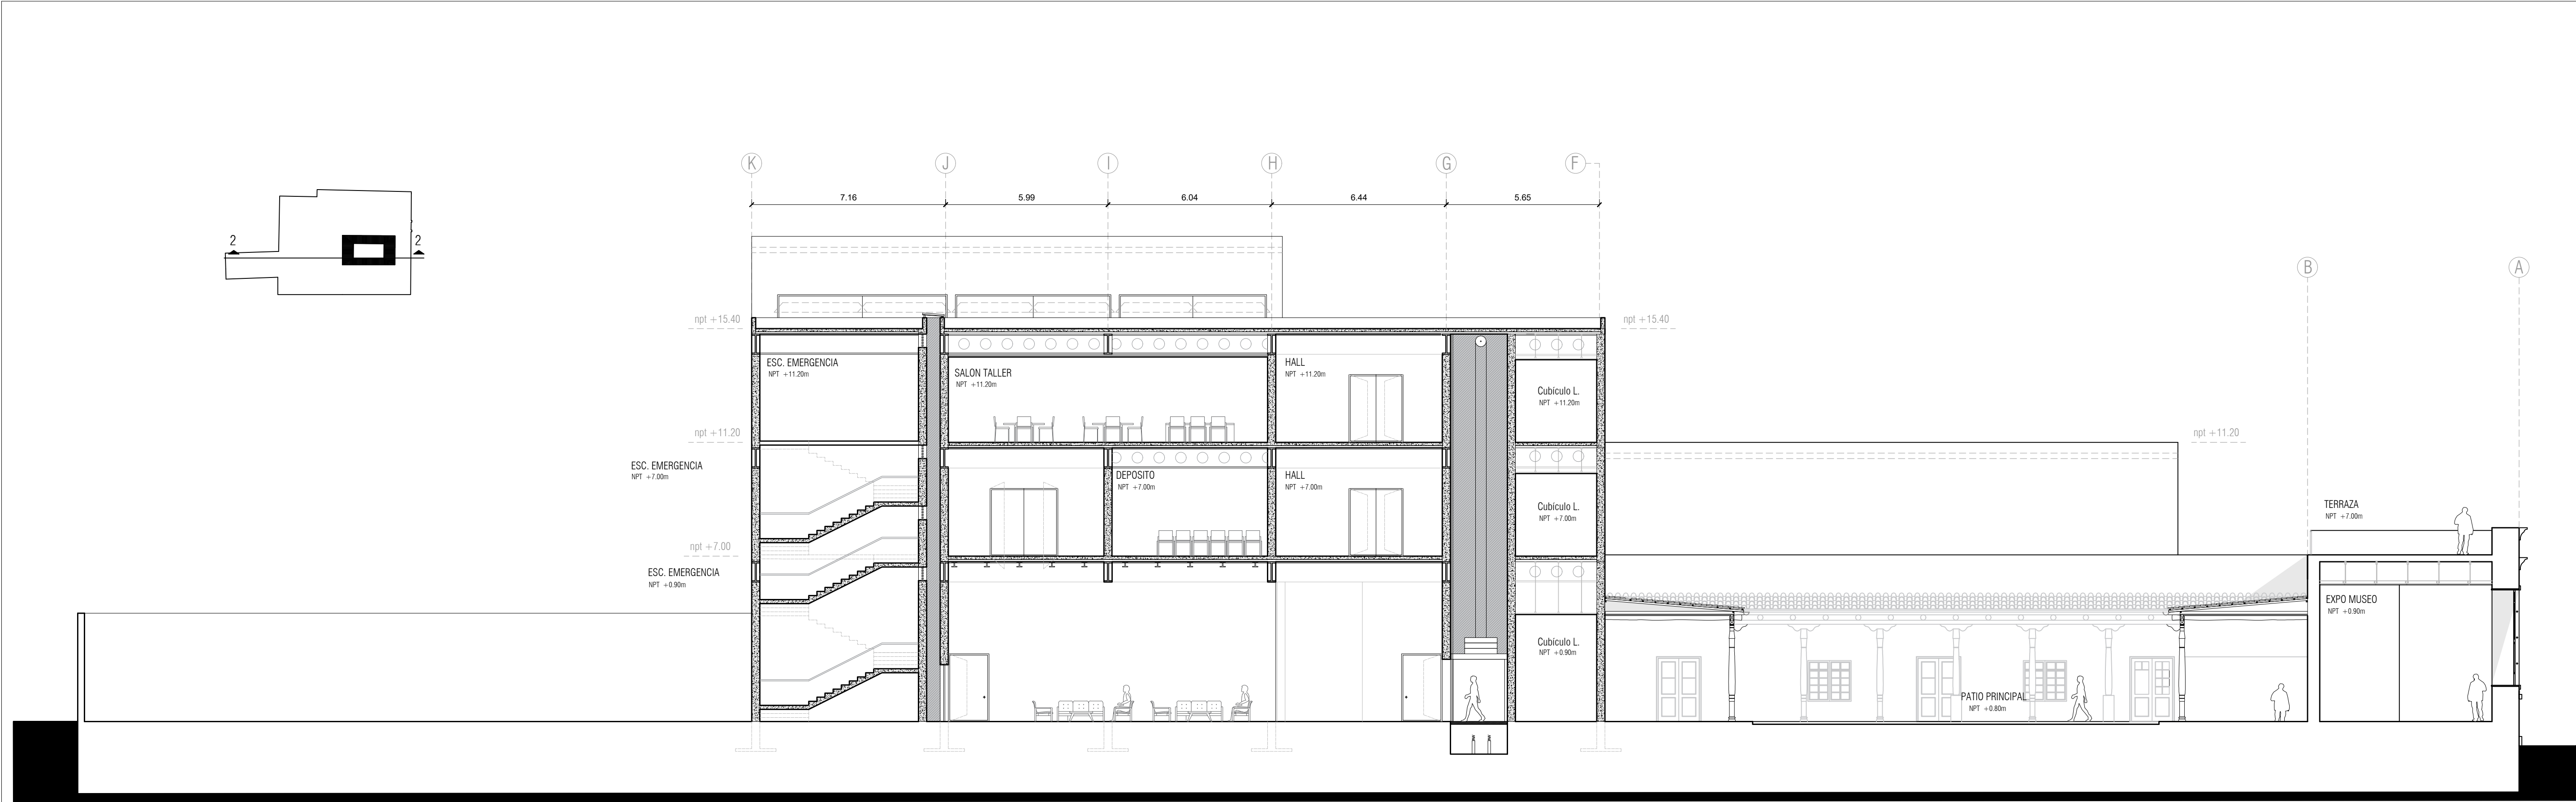 K
J
I
H
G
F
7.16
5.99
6.04
6.44
5.65
2
2
B
A
npt +15.40
npt +15.40
ESC. EMERGENCIA
NPT +11.20m
SALON TALLER
NPT +11.20m
HALL
NPT +11.20m
Cubículo L.
NPT +11.20m
npt +11.20
npt +11.20
ESC. EMERGENCIA
NPT +7.00m
DEPOSITO
NPT +7.00m
HALL
NPT +7.00m
Cubículo L.
NPT +7.00m
TERRAZA
NPT +7.00m
npt +7.00
ESC. EMERGENCIA
NPT +0.90m
EXPO MUSEO
NPT +0.90m
Cubículo L.
NPT +0.90m
PATIO PRINCIPAL
NPT +0.80m